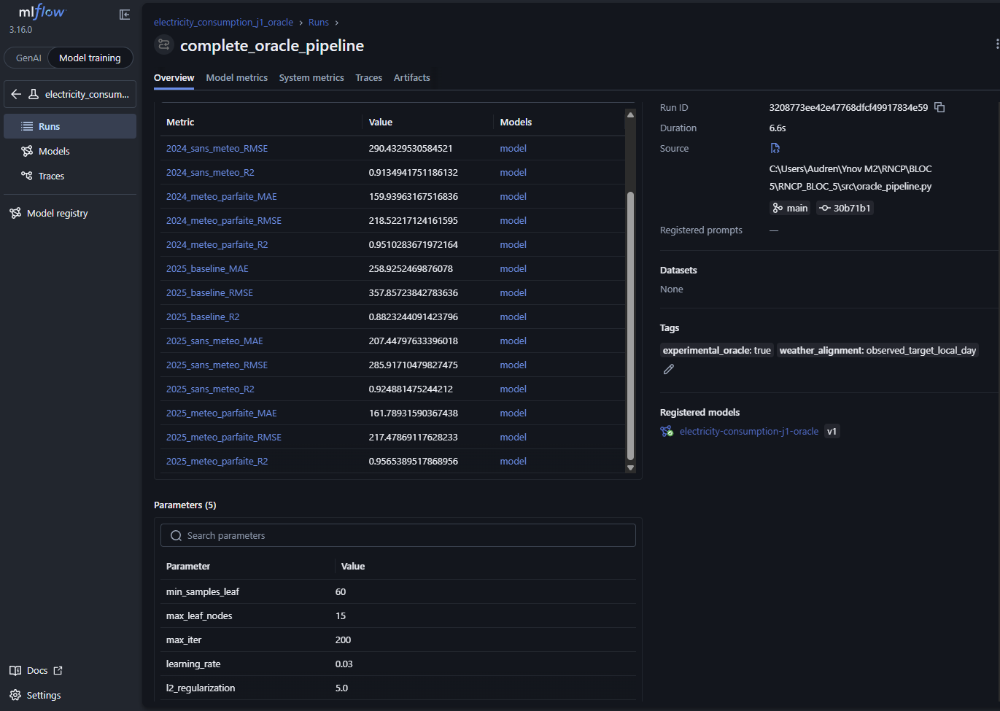 mlflow
3.16.0
GenAI
Model training
electricity_consum...
Runs
Models
Traces
Model registry
Docs
Settings
electricity_consumption_j1_oracle > Runs >
complete_oracle_pipeline
Overview
Model metrics
System metrics
Traces
Artifacts
Metric Value Models
2024_sans_meteo_RMSE 290.4329530584521 model
2024_sans_meteo_R2 0.9134941751186132 model
2024_meteo_parfaite_MAE 159.93963167516836 model
2024_meteo_parfaite_RMSE 218.52217124161595 model
2024_meteo_parfaite_R2 0.9510283671972164 model
2025_baseline_MAE 258.9252469876078 model
2025_baseline_RMSE 357.85723842783636 model
2025_baseline_R2 0.8823244091423796 model
2025_sans_meteo_MAE 207.44797633396018 model
2025_sans_meteo_RMSE 285.91710479827475 model
2025_sans_meteo_R2 0.924881475244212 model
2025_meteo_parfaite_MAE 161.78931590367438 model
2025_meteo_parfaite_RMSE 217.47869117628233 model
2025_meteo_parfaite_R2 0.9565389517868956 model
Parameters (5)
Search parameters
Parameter Value
min_samples_leaf 60
max_leaf_nodes 15
max_iter 200
learning_rate 0.03
l2_regularization 5.0
Run ID 3208773ee42e47768dfcf49917834e59
Duration 6.6s
Source
C:\Users\Audren\Ynov M2\RNCP\BLOC
5\RNCP_BLOC_5\src\oracle_pipeline.py
main 30b71b1
Registered prompts —
Datasets
None
Tags
experimental_oracle: true weather_alignment: observed_target_local_day
Registered models
electricity-consumption-j1-oracle v1